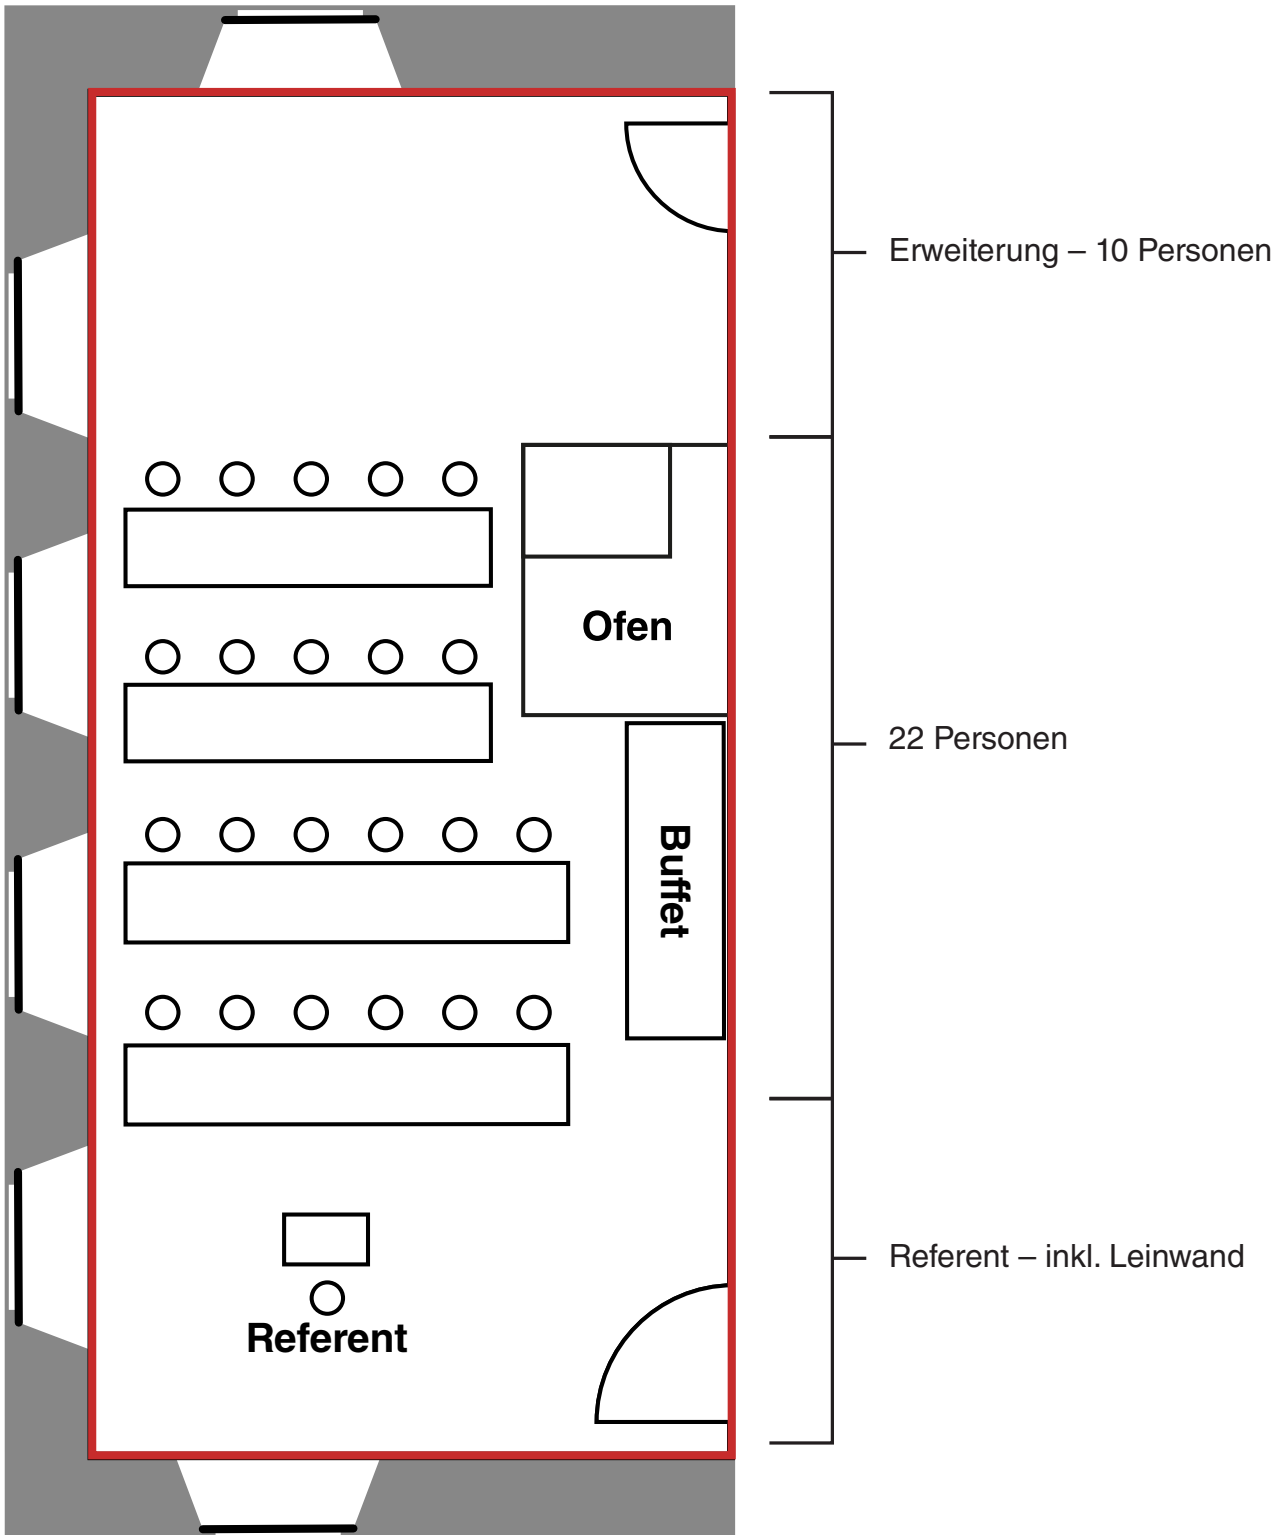 Erweiterung – 10 Personen
Ofen
22 Personen
Buffet
Referent – inkl. Leinwand
Referent